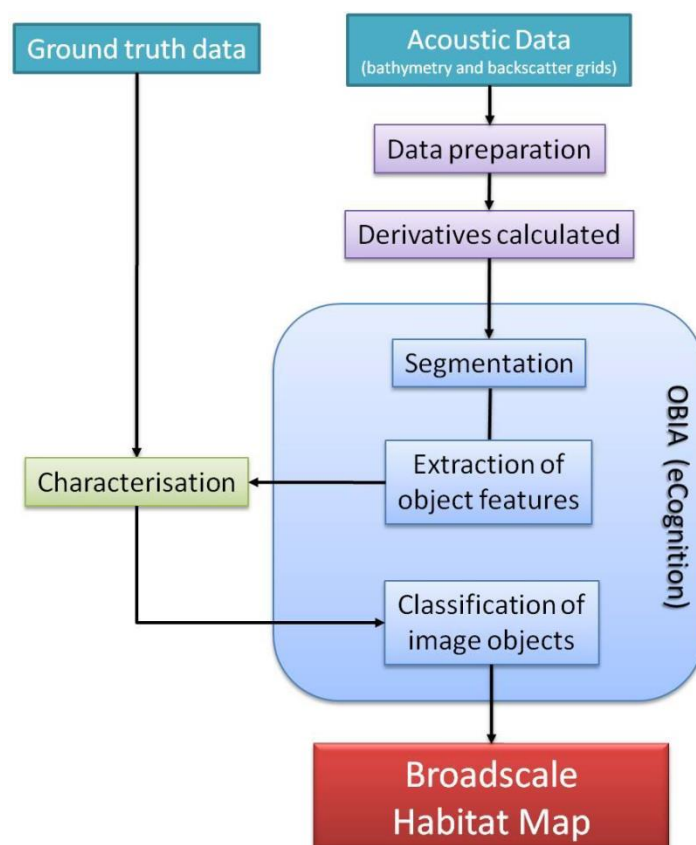 Ground truth data
Acoustic Data
(bathymetry and backscatter grids)
Data preparation
Derivatives calculated
Segmentation
Extraction of
object features
OBIA (eCognition)
Characterisation
Classification of
image objects
Broadscale
Habitat Map